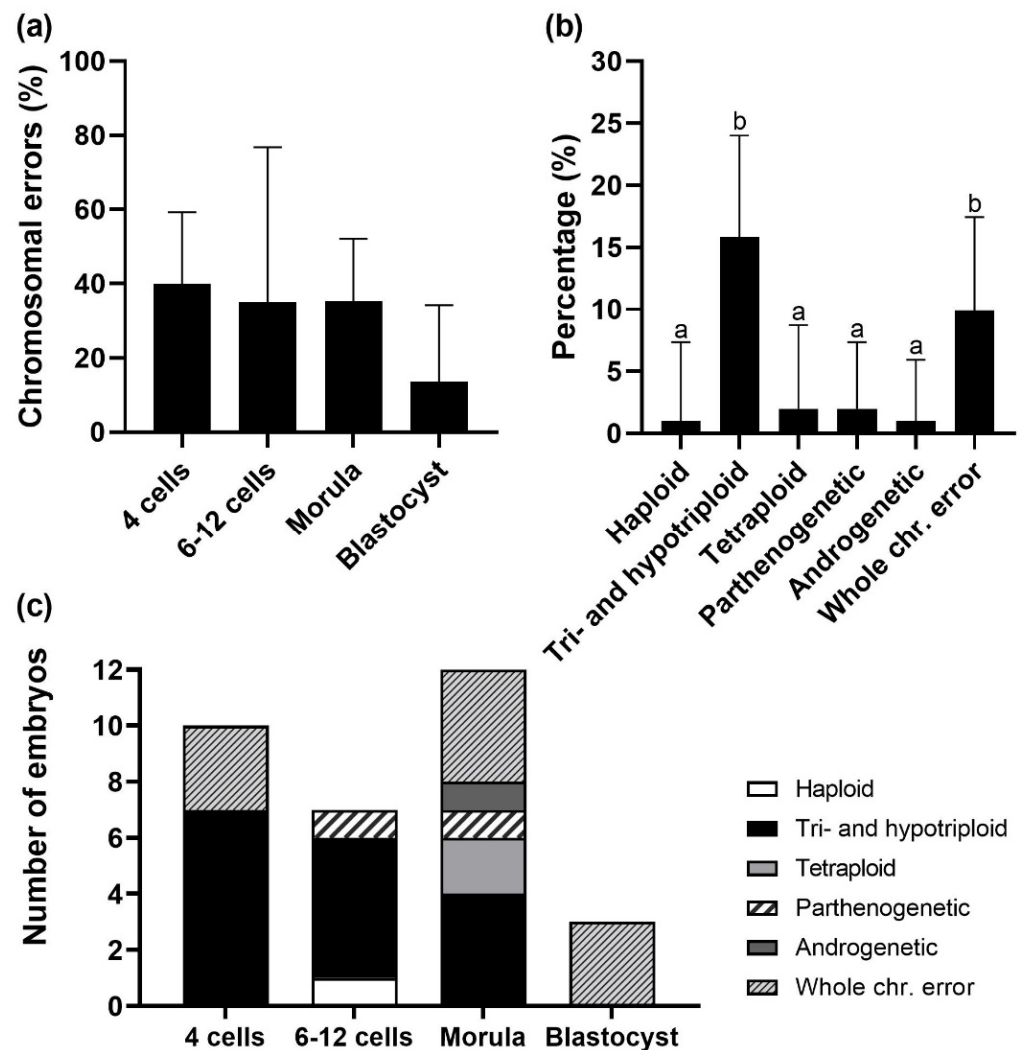 (a)
Chromosomal errors (%)
100
80
60
40
20
0
4 cells
6-12 cells
Morula
Blastocyst
(b)
Percentage (%)
30
25
20
15
10
5
0
a
b
a
a
a
b
Haploid
Tri- and hypotriploid
Tetraploid
Parthenogenetic
Androgenetic
Whole chr. error
(c)
Number of embryos
12
10
8
6
4
2
0
4 cells
6-12 cells
Morula
Blastocyst
Haploid
Tri- and hypotriploid
Tetraploid
Parthenogenetic
Androgenetic
Whole chr. error